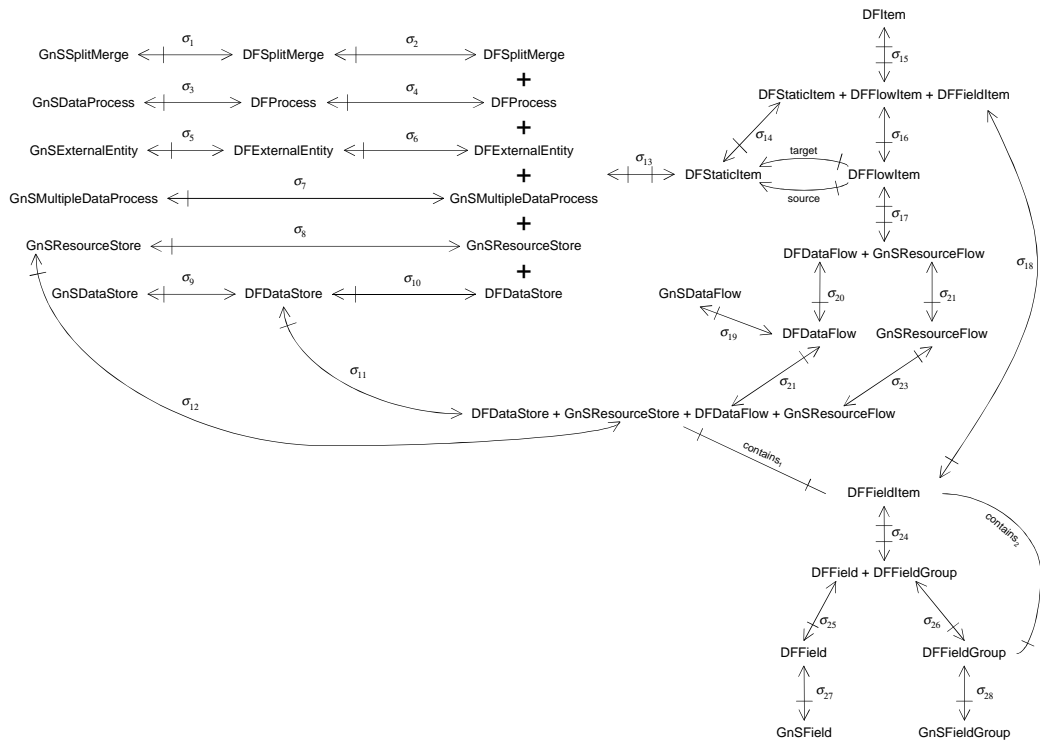 DFItem
σ15
GnSSplitMerge σ1 DFSplitMerge σ2 DFSplitMerge
+
DFStaticItem + DFFlowItem + DFFieldItem
GnSDataProcess σ3 DFProcess σ4 DFProcess
+
σ14 σ16
GnSExternalEntity σ5 DFExternalEntity σ6 DFExternalEntity
target
+ σ13 DFStaticItem DFFlowItem
source
GnSMultipleDataProcess σ7 GnSMultipleDataProcess
+
σ17
GnSResourceStore σ8 GnSResourceStore
DFDataFlow + GnSResourceFlow
σ18
+
GnSDataStore σ9 DFDataStore σ10 DFDataStore
GnSDataFlow σ20 σ21
σ19 DFDataFlow GnSResourceFlow
σ11 σ21 σ23
σ12
DFDataStore + GnSResourceStore + DFDataFlow + GnSResourceFlow
contains1
DFFieldItem
contains2
σ24
DFField + DFFieldGroup
σ25 σ26
DFField DFFieldGroup
σ27 σ28
GnSField GnSFieldGroup